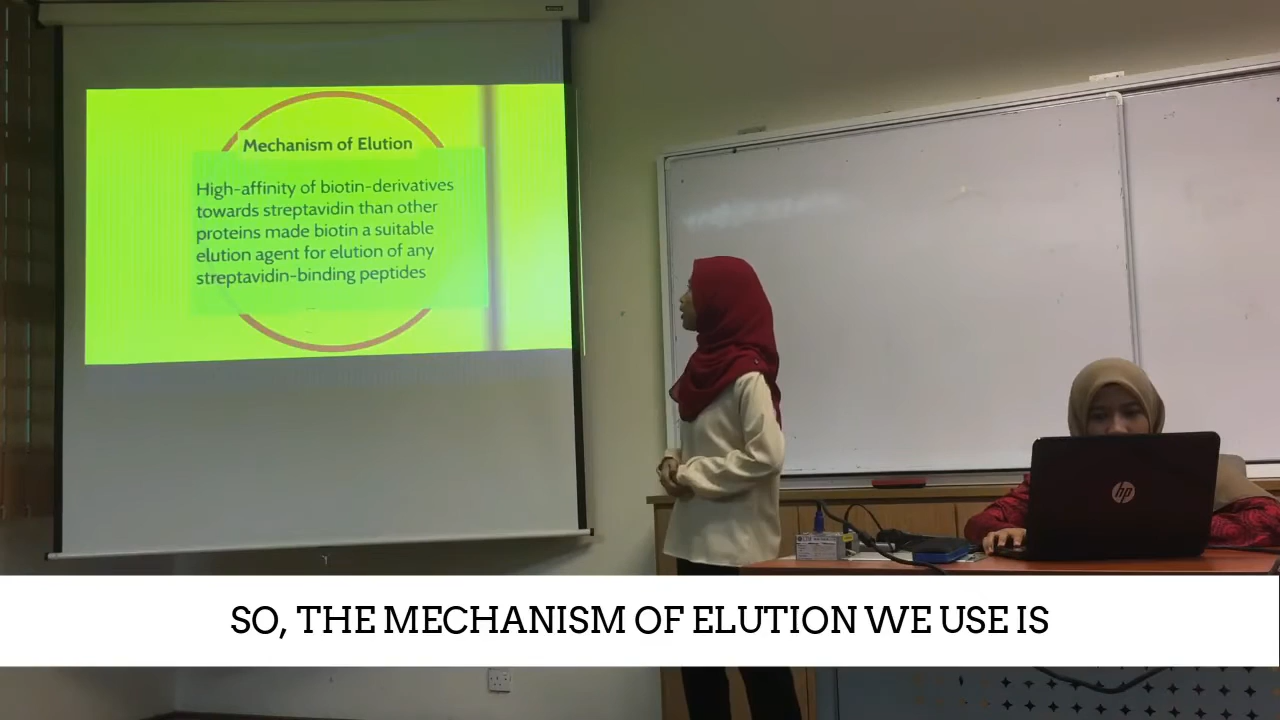 Mechanism of Elution
High-affinity of biotin-derivatives
towards streptavidin than other
proteins made biotin a suitable
elution agent for elution of any
streptavidin-binding peptides
hp
SO, THE MECHANISM OF ELUTION WE USE IS